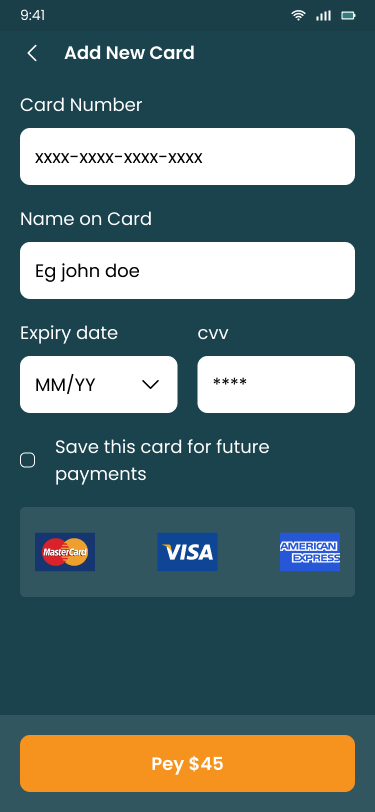 9:41
Add New Card
Card Number
xxxx-xxxx-xxxx-xxxx
Name on Card
Eg john doe
Expiry date cvv
MM/YY ****
Save this card for future
payments
MasterCard VISA AMERICAN
EXPRESS
Pey $45